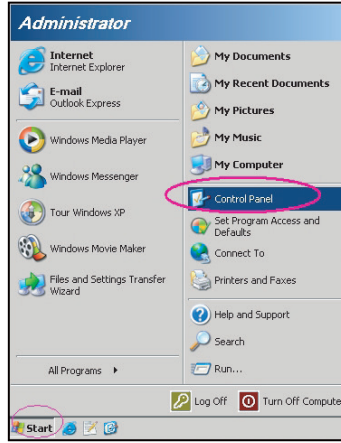 Administrator
Internet
Internet Explorer
E-mail
Outlook Express
Windows Media Player
Windows Messenger
Tour Windows XP
Windows Movie Maker
Files and Settings Transfer
Wizard
All Programs
My Documents
My Recent Documents
My Pictures
My Music
My Computer
Control Panel
Set Program Access and
Defaults
Connect To
Printers and Faxes
Help and Support
Search
Run...
Log Off
Turn Off Compute
Start